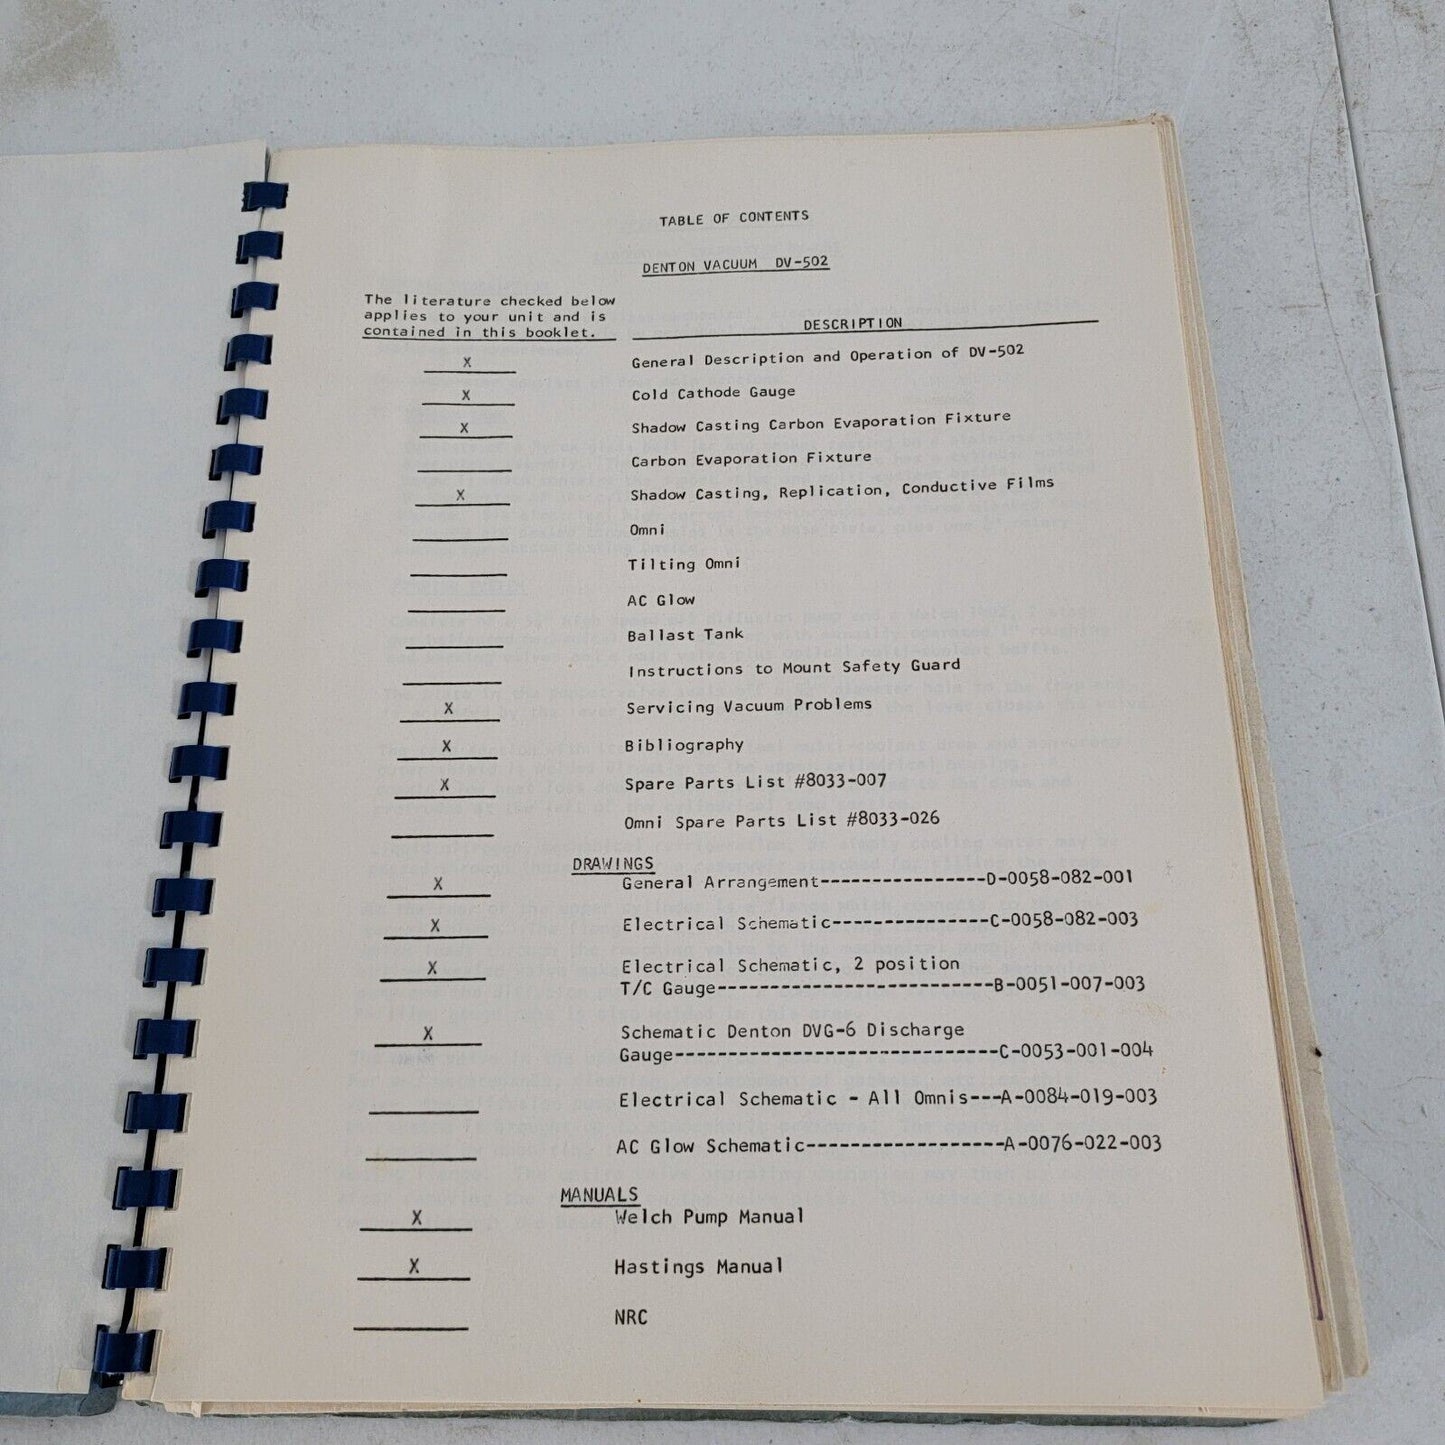 TABLE OF CONTENTS
DENTON VACUUM DV-502
The literature checked below
applies to your unit and is
contained in this booklet.
DESCRIPTION
X General Description and Operation of DV-502
X Cold Cathode Gauge
X Shadow Casting Carbon Evaporation Fixture
Carbon Evaporation Fixture
X Shadow Casting, Replication, Conductive Films
Omni
Tilting Omni
AC Glow
Ballast Tank
Instructions to Mount Safety Guard
X Servicing Vacuum Problems
X Bibliography
X Spare Parts List #8033-007
Omni Spare Parts List #8033-026
DRAWINGS
X General Arrangement----------------D-0058-082-001
X Electrical Schematic---------------C-0058-082-003
X Electrical Schematic, 2 position
T/C Gauge--------------------------B-0051-007-003
X Schematic Denton DVG-6 Discharge
Gauge-------------------------------C-0053-001-004
Electrical Schematic - All Omnis---A-0084-019-003
AC Glow Schematic-------------------A-0076-022-003
MANUALS
X Welch Pump Manual
X Hastings Manual
NRC